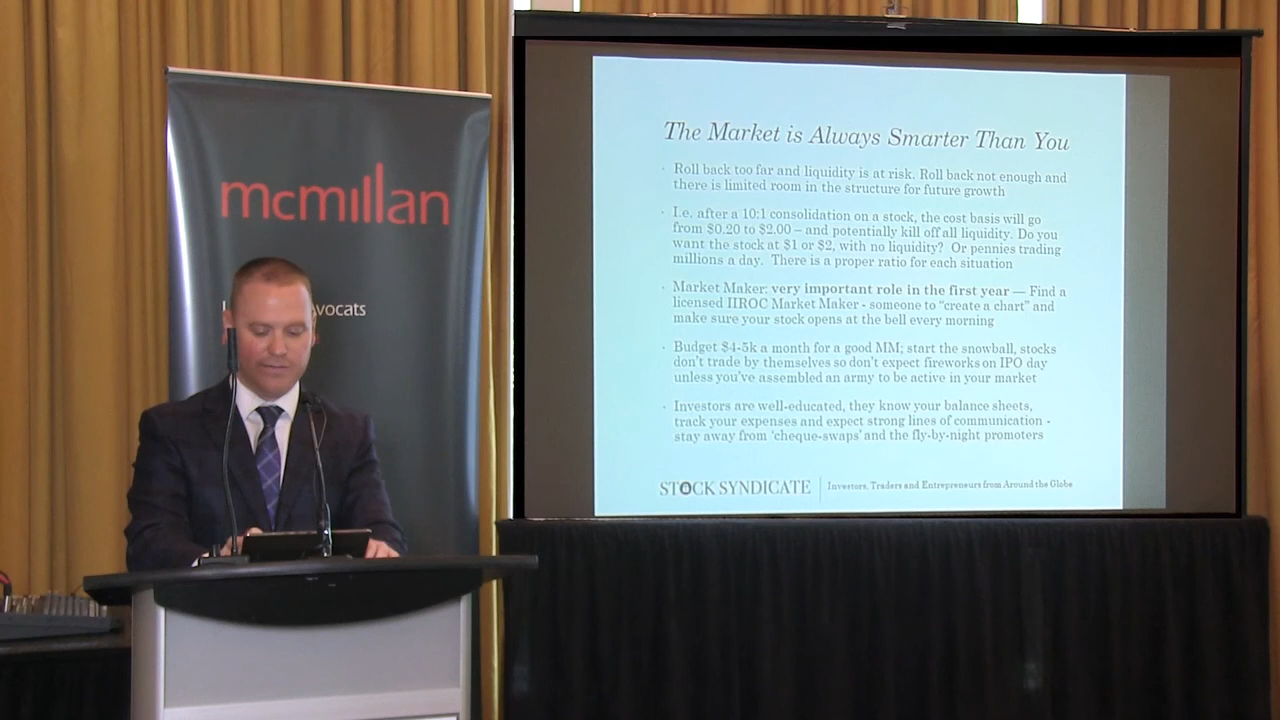 mcmillan
vocats
The Market is Always Smarter Than You
· Roll back too far and liquidity is at risk. Roll back not enough and
there is limited room in the structure for future growth
· I.e. after a 10:1 consolidation on a stock, the cost basis will go
from $0.20 to $2.00 – and potentially kill off all liquidity. Do you
want the stock at $1 or $2, with no liquidity? Or pennies trading
millions a day. There is a proper ratio for each situation
· Market Maker: very important role in the first year — Find a
licensed IIROC Market Maker - someone to “create a chart” and
make sure your stock opens at the bell every morning
· Budget $4-5k a month for a good MM; start the snowball, stocks
don’t trade by themselves so don’t expect fireworks on IPO day
unless you’ve assembled an army to be active in your market
· Investors are well-educated, they know your balance sheets,
track your expenses and expect strong lines of communication -
stay away from ‘cheque-swaps’ and the fly-by-night promoters
STOCK SYNDICATE
Investors, Traders and Entrepreneurs from Around the Globe